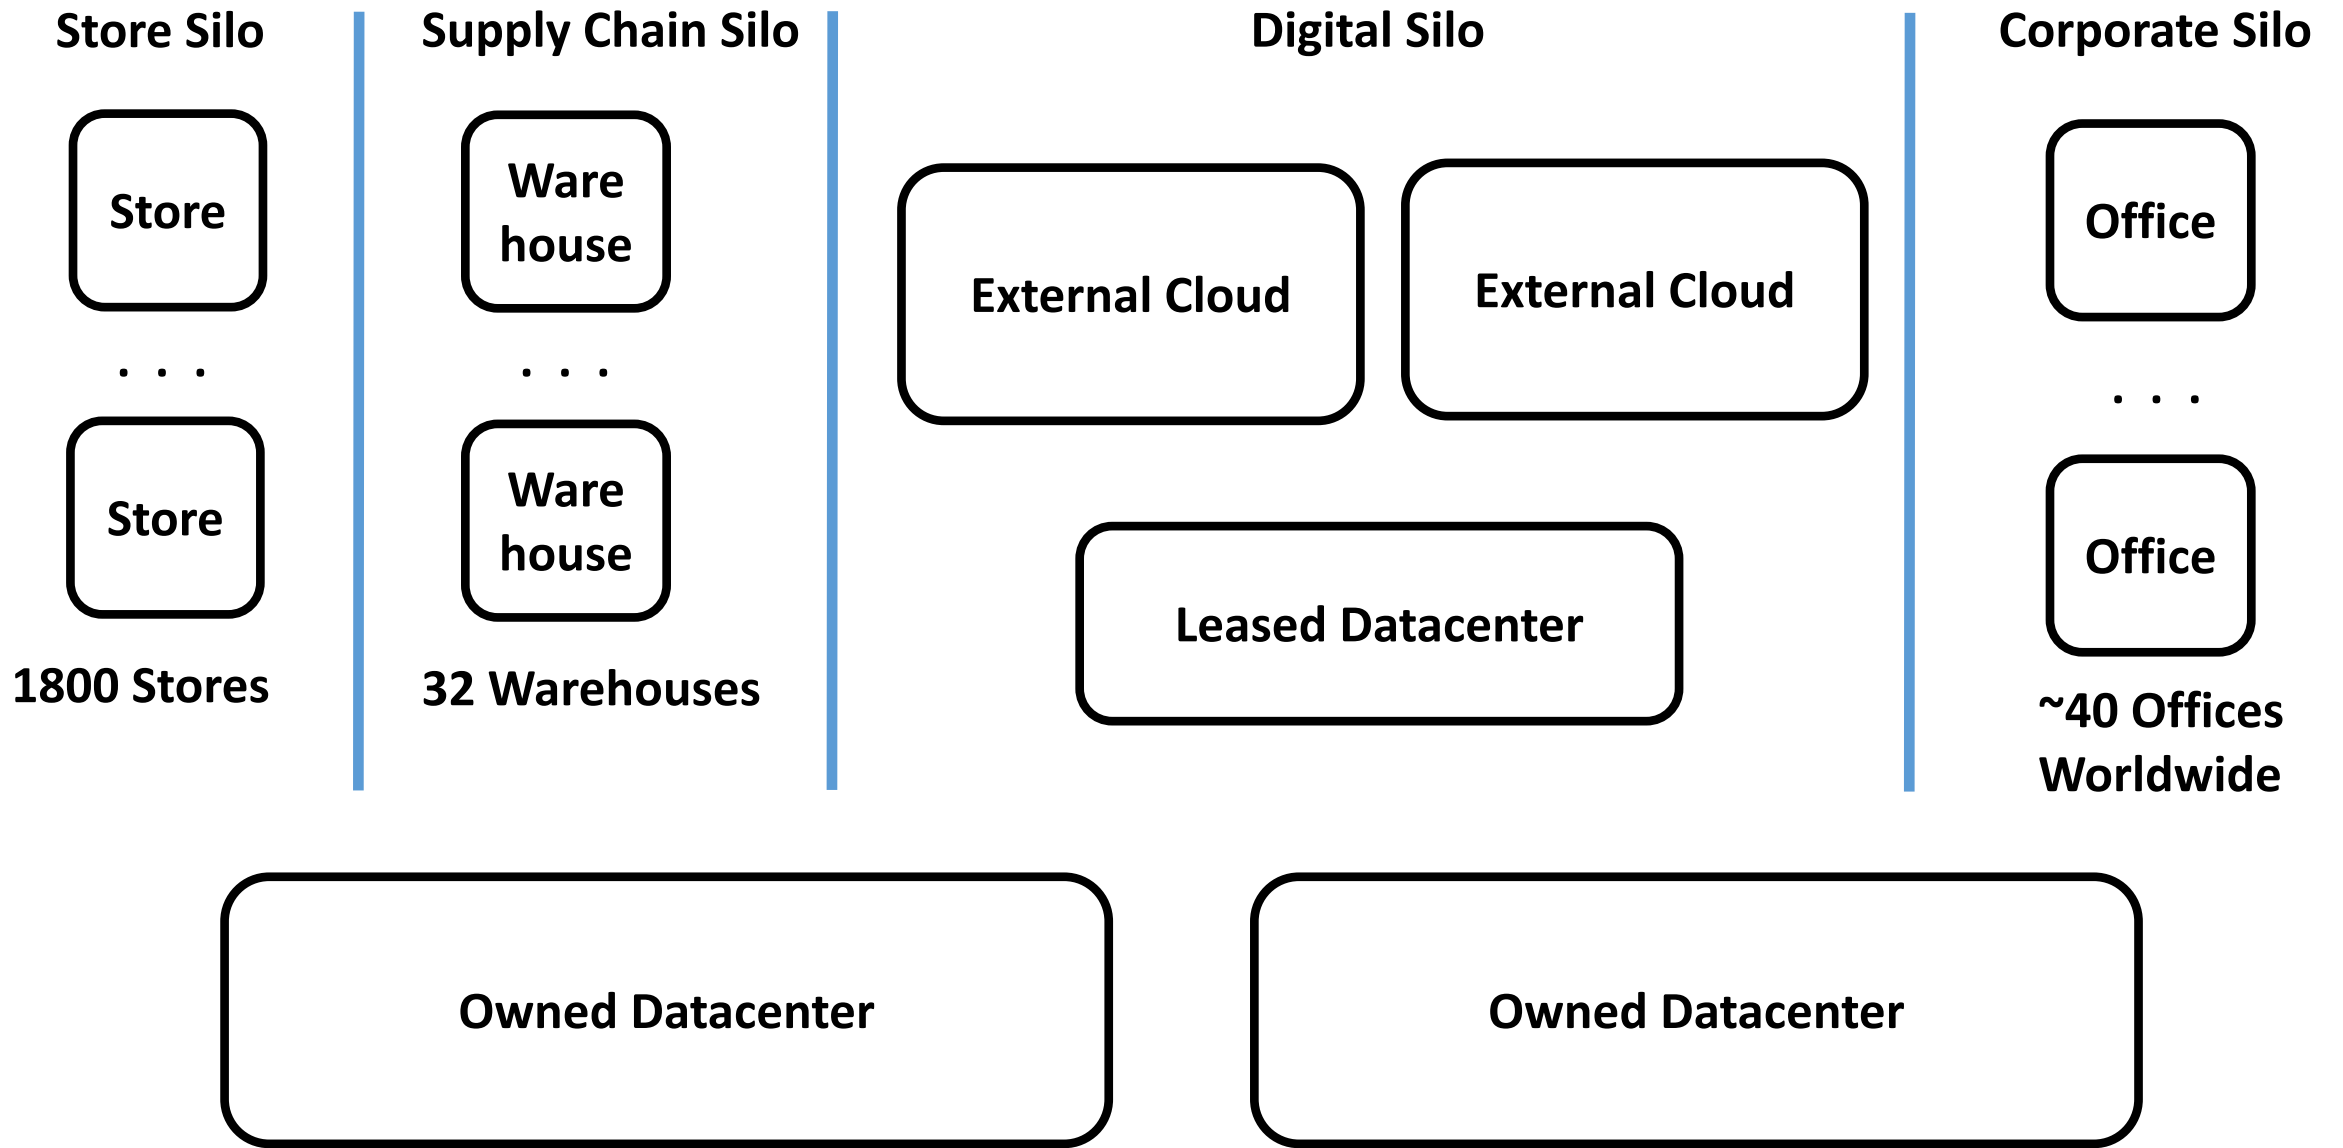 Store Silo
Supply Chain Silo
Digital Silo
Corporate Silo
Store
. . .
Store
1800 Stores
Ware
house
. . .
Ware
house
32 Warehouses
External Cloud
External Cloud
Leased Datacenter
Office
. . .
Office
~40 Offices
Worldwide
Owned Datacenter
Owned Datacenter